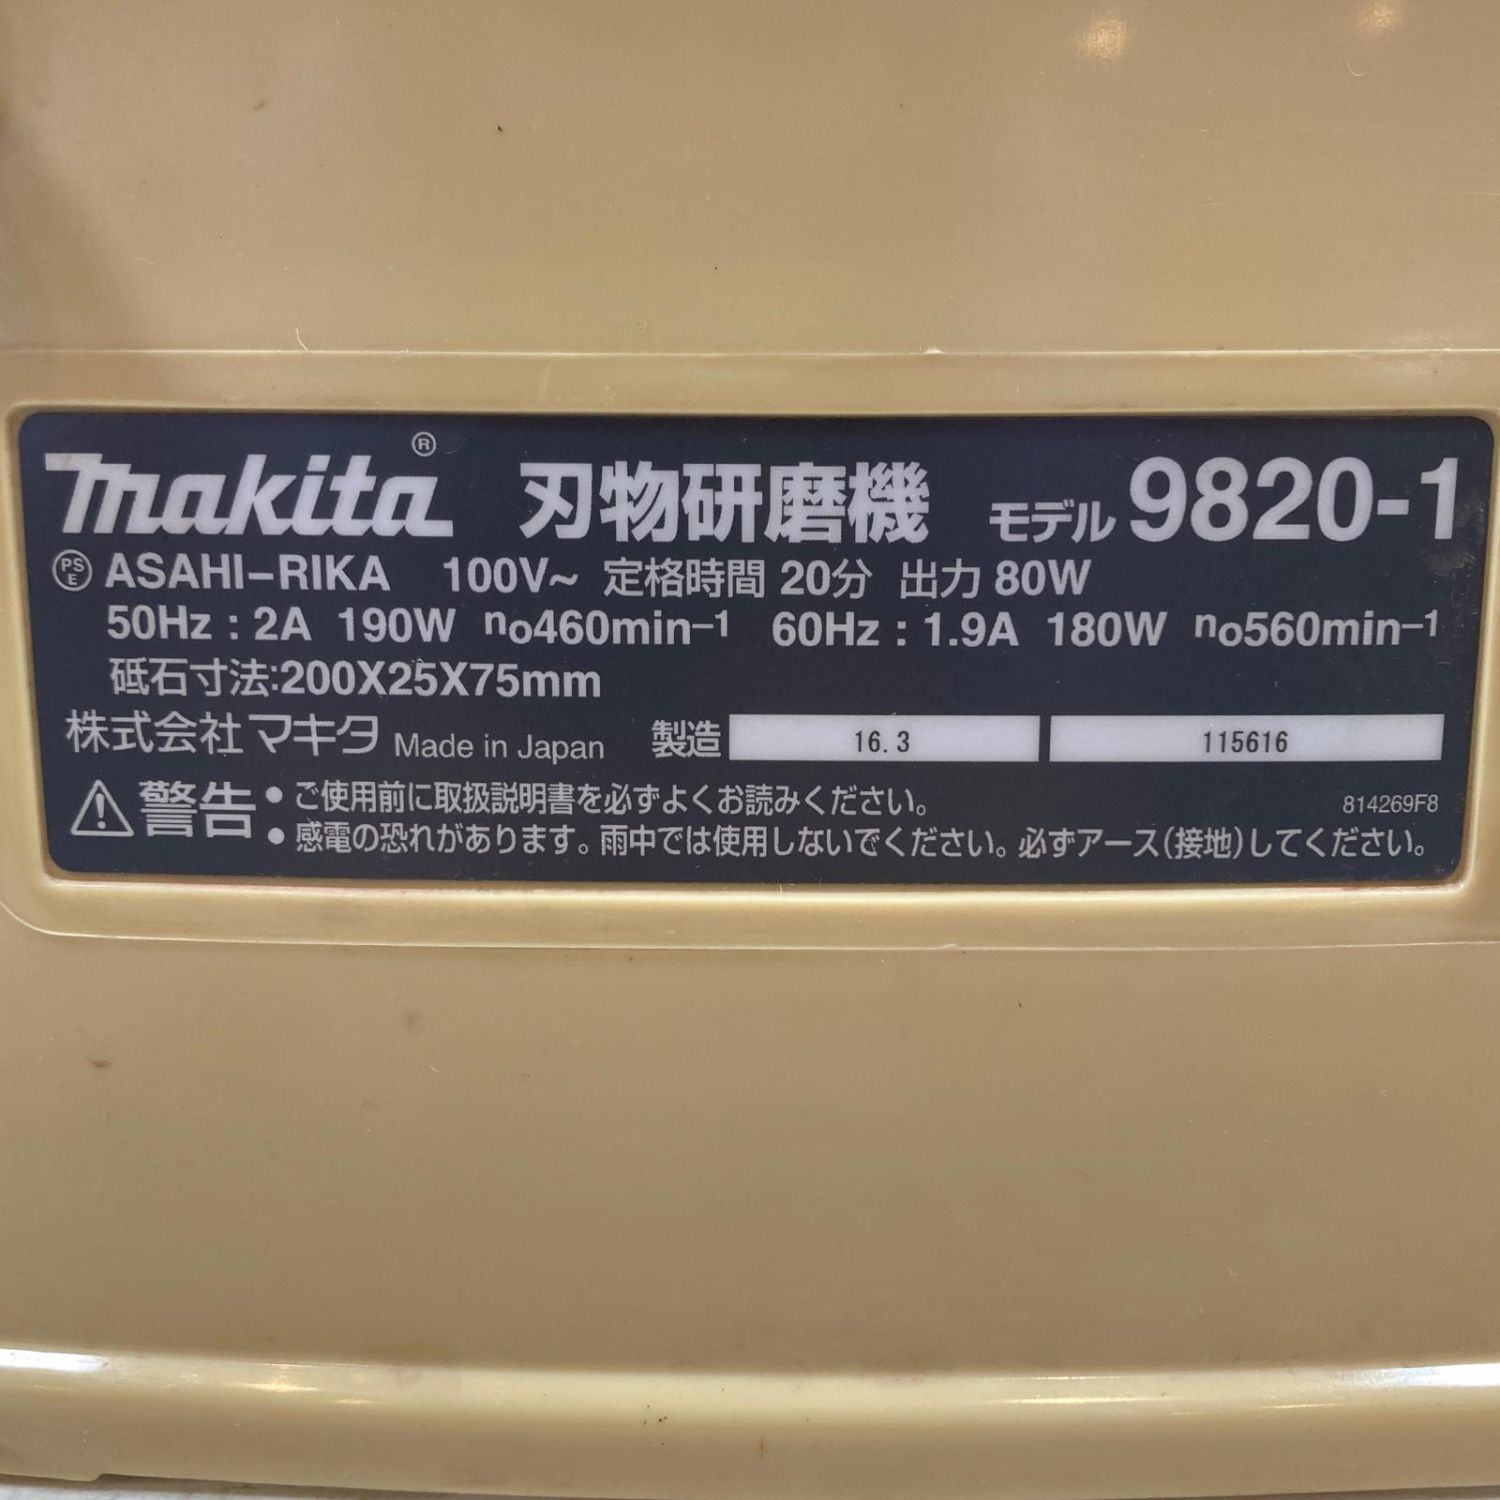 makita® 刃物研磨機 モデル 9820-1
PSE ASAHI-RIKA 100V~ 定格時間 20分 出力 80W
50Hz : 2A 190W no460min-1 60Hz : 1.9A 180W no560min-1
砥石寸法:200X25X75mm
株式会社 マキタ Made in Japan 製造 16.3 115616
警告 • ご使用前に取扱説明書を必ずよくお読みください。 814269F8
• 感電の恐れがあります。雨中では使用しないでください。必ずアース(接地)してください。